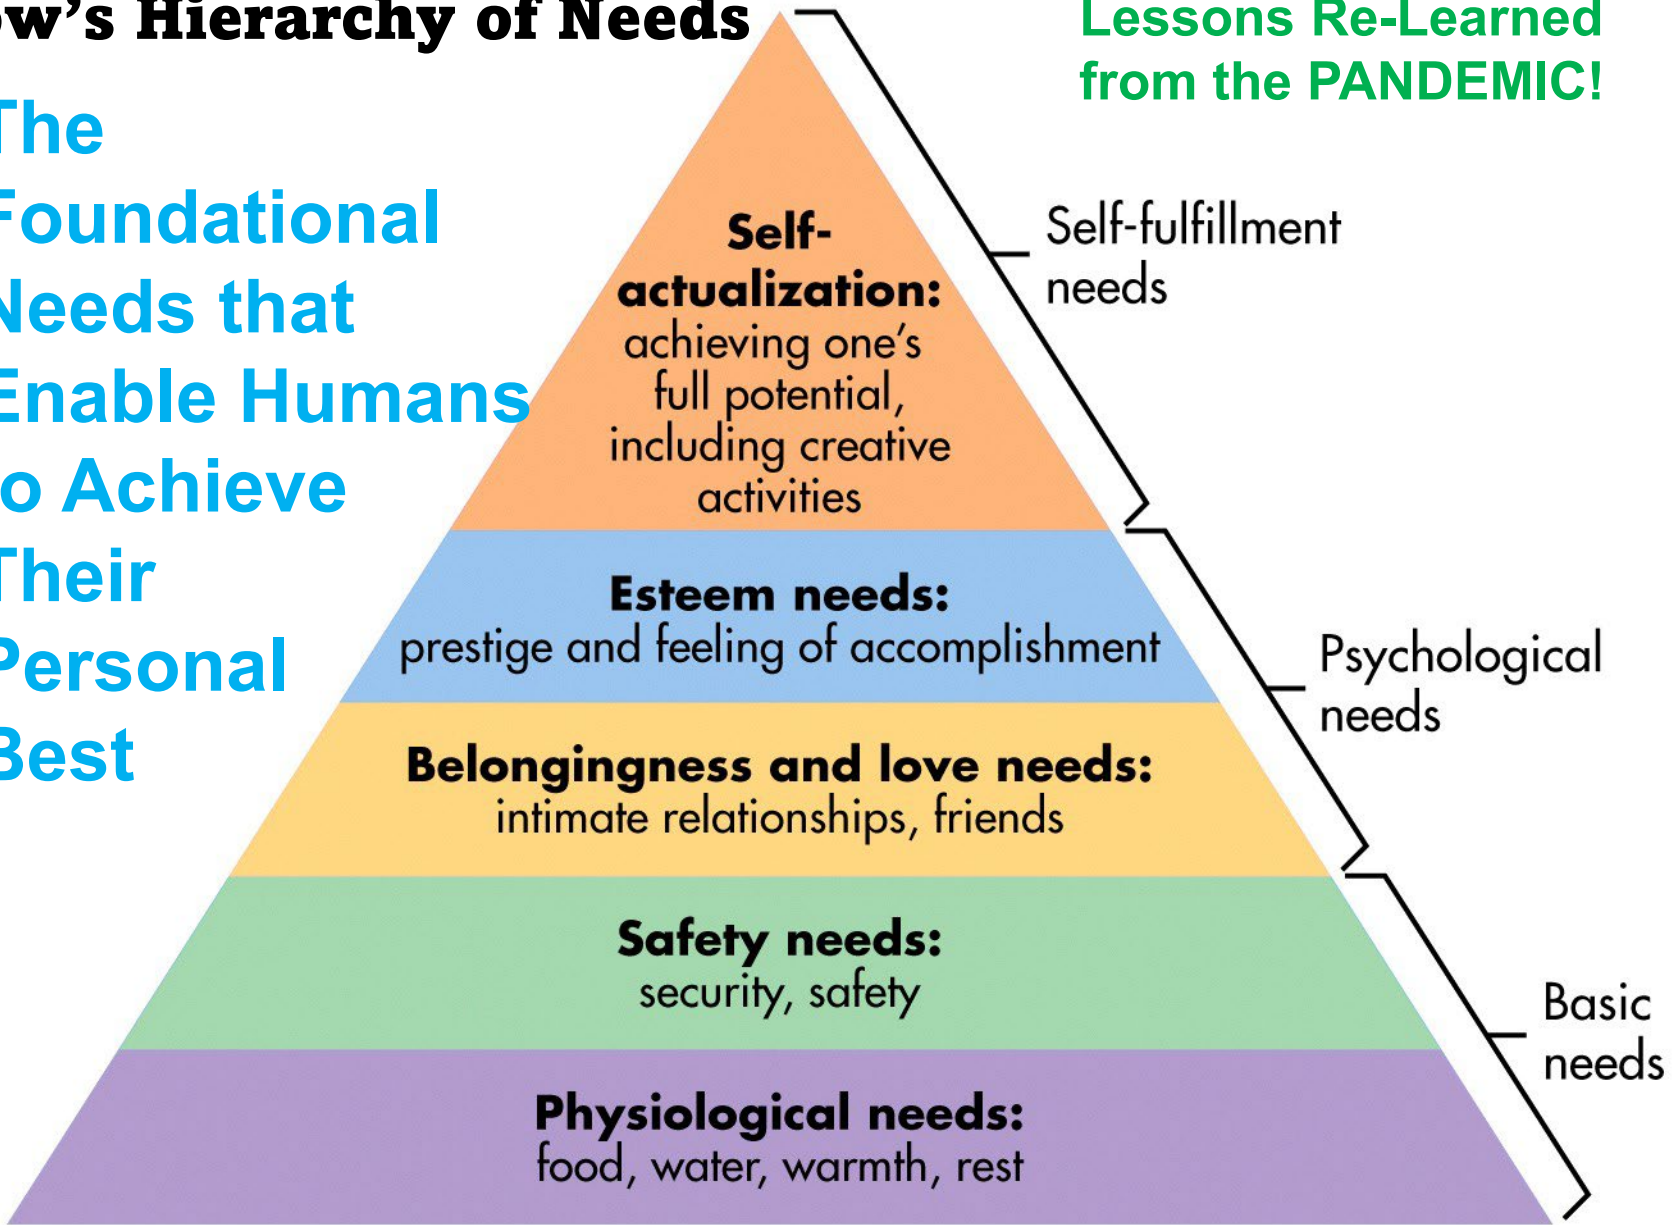 ow's Hierarchy of Needs
Lessons Re-Learned
from the PANDEMIC!
The
Foundational
Needs that
Enable Humans
to Achieve
Their
Personal
Best
Self-
actualization:
achieving one's
full potential,
including creative
activities
Self-fulfillment
needs
Esteem needs:
prestige and feeling of accomplishment
Psychological
needs
Belongingness and love needs:
intimate relationships, friends
Safety needs:
security, safety
Basic
needs
Physiological needs:
food, water, warmth, rest